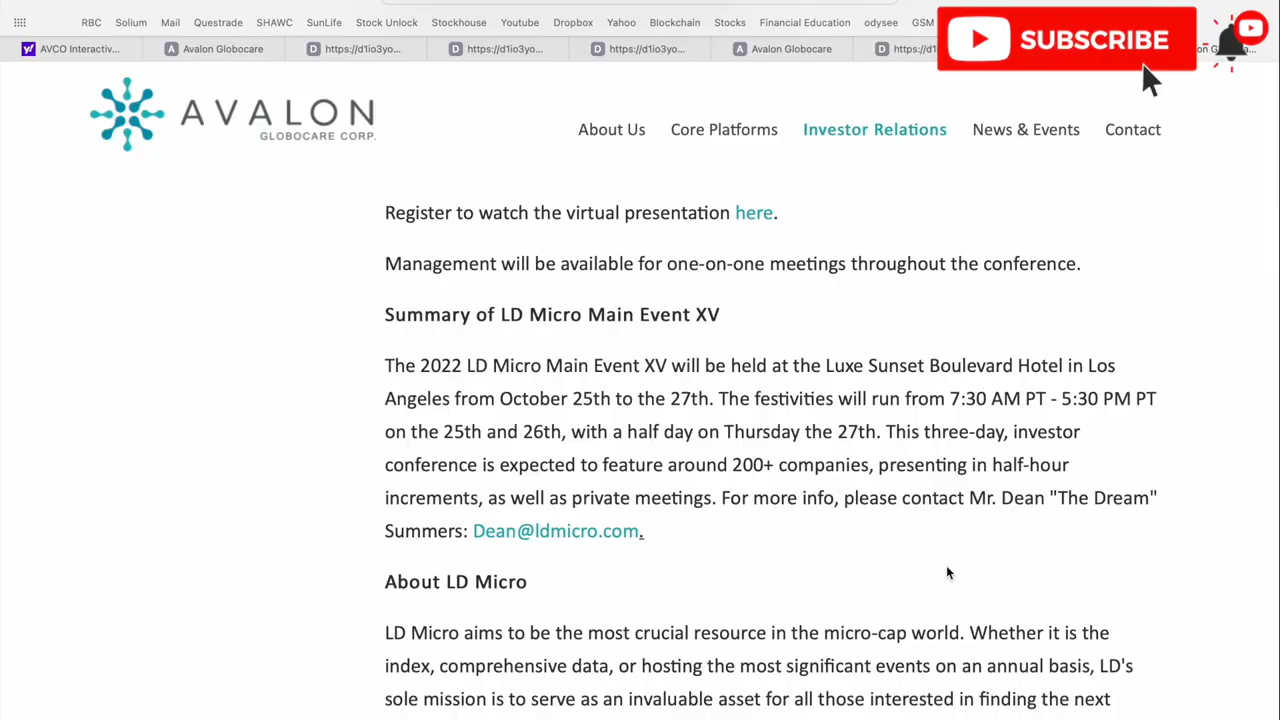 RBC Solium Mail Questrade SHAWC SunLife Stock Unlock Stockhouse Youtube Dropbox Yahoo Blockchain Stocks Financial Education odysee GSM
AVCO Interactiv... Avalon Globocare https://d1io3yo... https://d1io3yo... https://d1io3yo... Avalon Globocare
SUBSCRIBE
AVALON
GLOBOCARE CORP.
About Us Core Platforms Investor Relations News & Events Contact
Register to watch the virtual presentation here.
Management will be available for one-on-one meetings throughout the conference.
Summary of LD Micro Main Event XV
The 2022 LD Micro Main Event XV will be held at the Luxe Sunset Boulevard Hotel in Los
Angeles from October 25th to the 27th. The festivities will run from 7:30 AM PT - 5:30 PM PT
on the 25th and 26th, with a half day on Thursday the 27th. This three-day, investor
conference is expected to feature around 200+ companies, presenting in half-hour
increments, as well as private meetings. For more info, please contact Mr. Dean "The Dream"
Summers: Dean@ldmicro.com.
About LD Micro
LD Micro aims to be the most crucial resource in the micro-cap world. Whether it is the
index, comprehensive data, or hosting the most significant events on an annual basis, LD's
sole mission is to serve as an invaluable asset for all those interested in finding the next